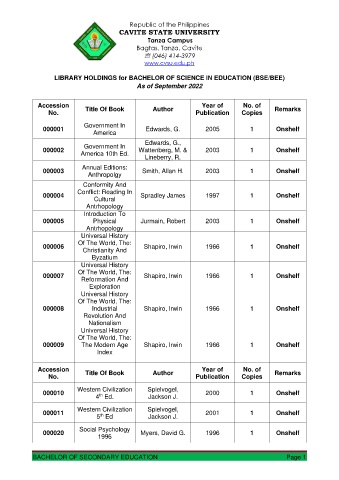 Republic of the Philippines
CAVITE STATE UNIVERSITY
Tanza Campus
Bagtas, Tanza, Cavite
☏ (046) 414-3979
www.cvsu.edu.ph
LIBRARY HOLDINGS for BACHELOR OF SCIENCE IN EDUCATION (BSE/BEE)
As of September 2022
Accession No. Title Of Book Author Year of Publication No. of Copies Remarks
000001 Government In America Edwards, G. 2005 1 Onshelf
000002 Government In America 10th Ed. Edwards, G., Wattenberg, M. & Lineberry, R. 2003 1 Onshelf
000003 Annual Editions: Anthropolgy Smith, Allan H. 2003 1 Onshelf
000004 Conformity And Conflict: Reading In Cultural Antrhopology Spradley James 1997 1 Onshelf
000005 Introduction To Physical Antrhopology Jurmain, Robert 2003 1 Onshelf
000006 Universal History Of The World, The: Christianity And Byzatium Shapiro, Irwin 1966 1 Onshelf
000007 Universal History Of The World, The: Reformation And Exploration Shapiro, Irwin 1966 1 Onshelf
000008 Universal History Of The World, The: Industrial Revolution And Nationalism Shapiro, Irwin 1966 1 Onshelf
000009 Universal History Of The World, The: The Modern Age Index Shapiro, Irwin 1966 1 Onshelf
Accession No. Title Of Book Author Year of Publication No. of Copies Remarks
000010 Western Civilization 4th Ed. Spielvogel, Jackson J. 2000 1 Onshelf
000011 Western Civilization 5th Ed Spielvogel, Jackson J. 2001 1 Onshelf
000020 Social Psychology 1996 Myers, David G. 1996 1 Onshelf
BACHELOR OF SECONDARY EDUCATION Page 1